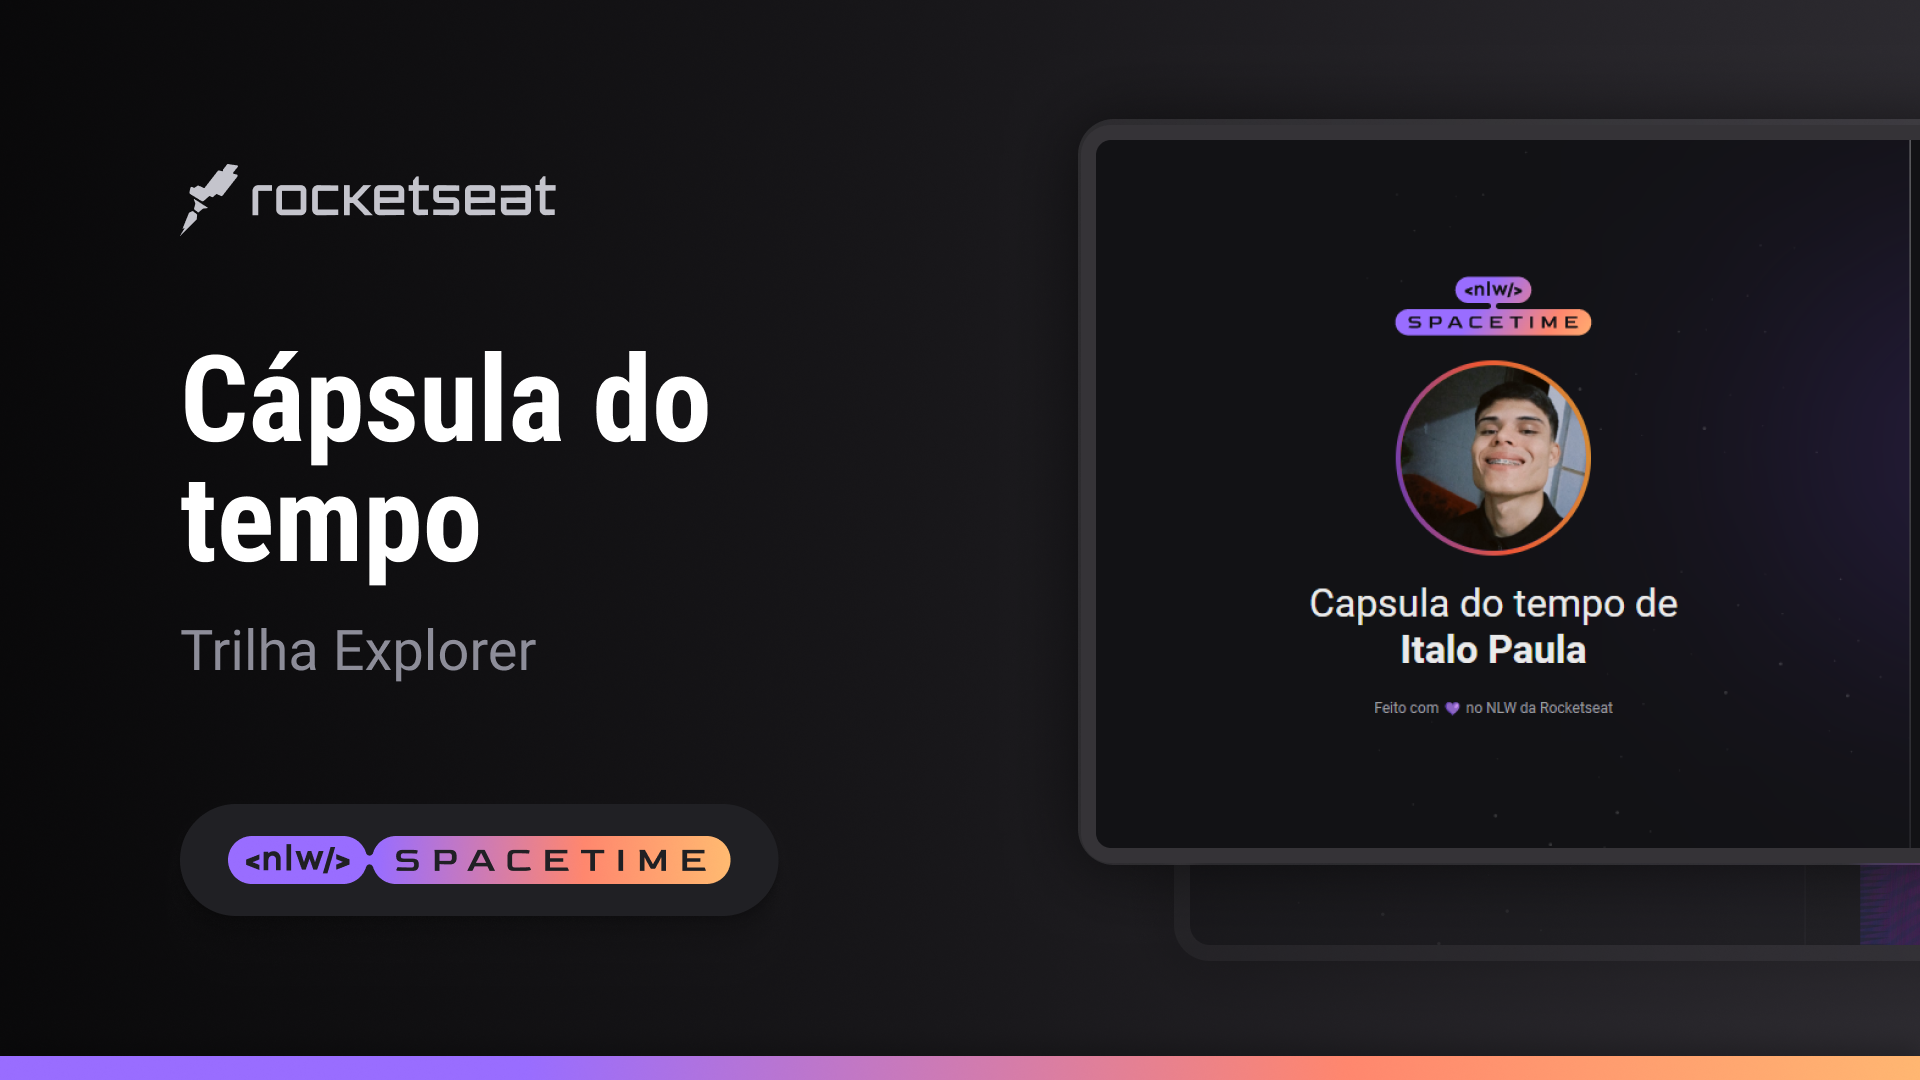 rocketseat
Cápsula do
tempo
Trilha Explorer
<nlw/> SPACETIME
<nlw/>
SPACETIME
Capsula do tempo de
Italo Paula
Feito com 💜 no NLW da Rocketseat